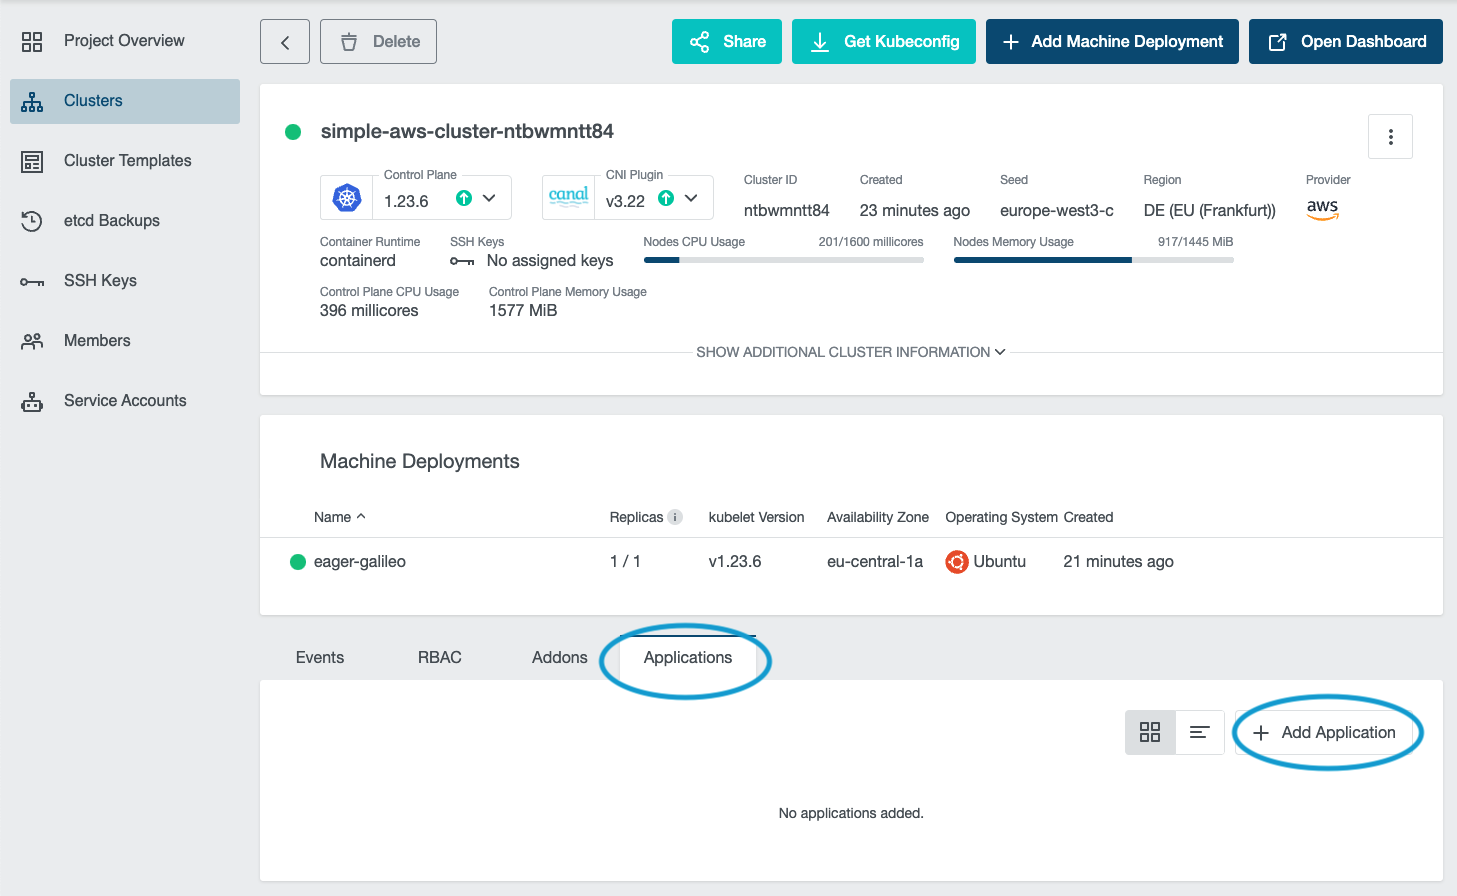 Project Overview
Clusters
Cluster Templates
etcd Backups
SSH Keys
Members
Service Accounts
Delete
Share
Get Kubeconfig
Add Machine Deployment
Open Dashboard
simple-aws-cluster-ntbwmntt84
Control Plane
1.23.6
canal
CNI Plugin
v3.22
Cluster ID
ntbwmntt84
Created
23 minutes ago
Seed
europe-west3-c
Region
DE (EU (Frankfurt))
Provider
aws
Container Runtime
containerd
SSH Keys
No assigned keys
Nodes CPU Usage 201/1600 millicores
Nodes Memory Usage 917/1445 MiB
Control Plane CPU Usage
396 millicores
Control Plane Memory Usage
1577 MiB
SHOW ADDITIONAL CLUSTER INFORMATION
Machine Deployments
Name Replicas i kubelet Version Availability Zone Operating System Created
eager-galileo 1 / 1 v1.23.6 eu-central-1a Ubuntu 21 minutes ago
Events RBAC Addons Applications
+ Add Application
No applications added.